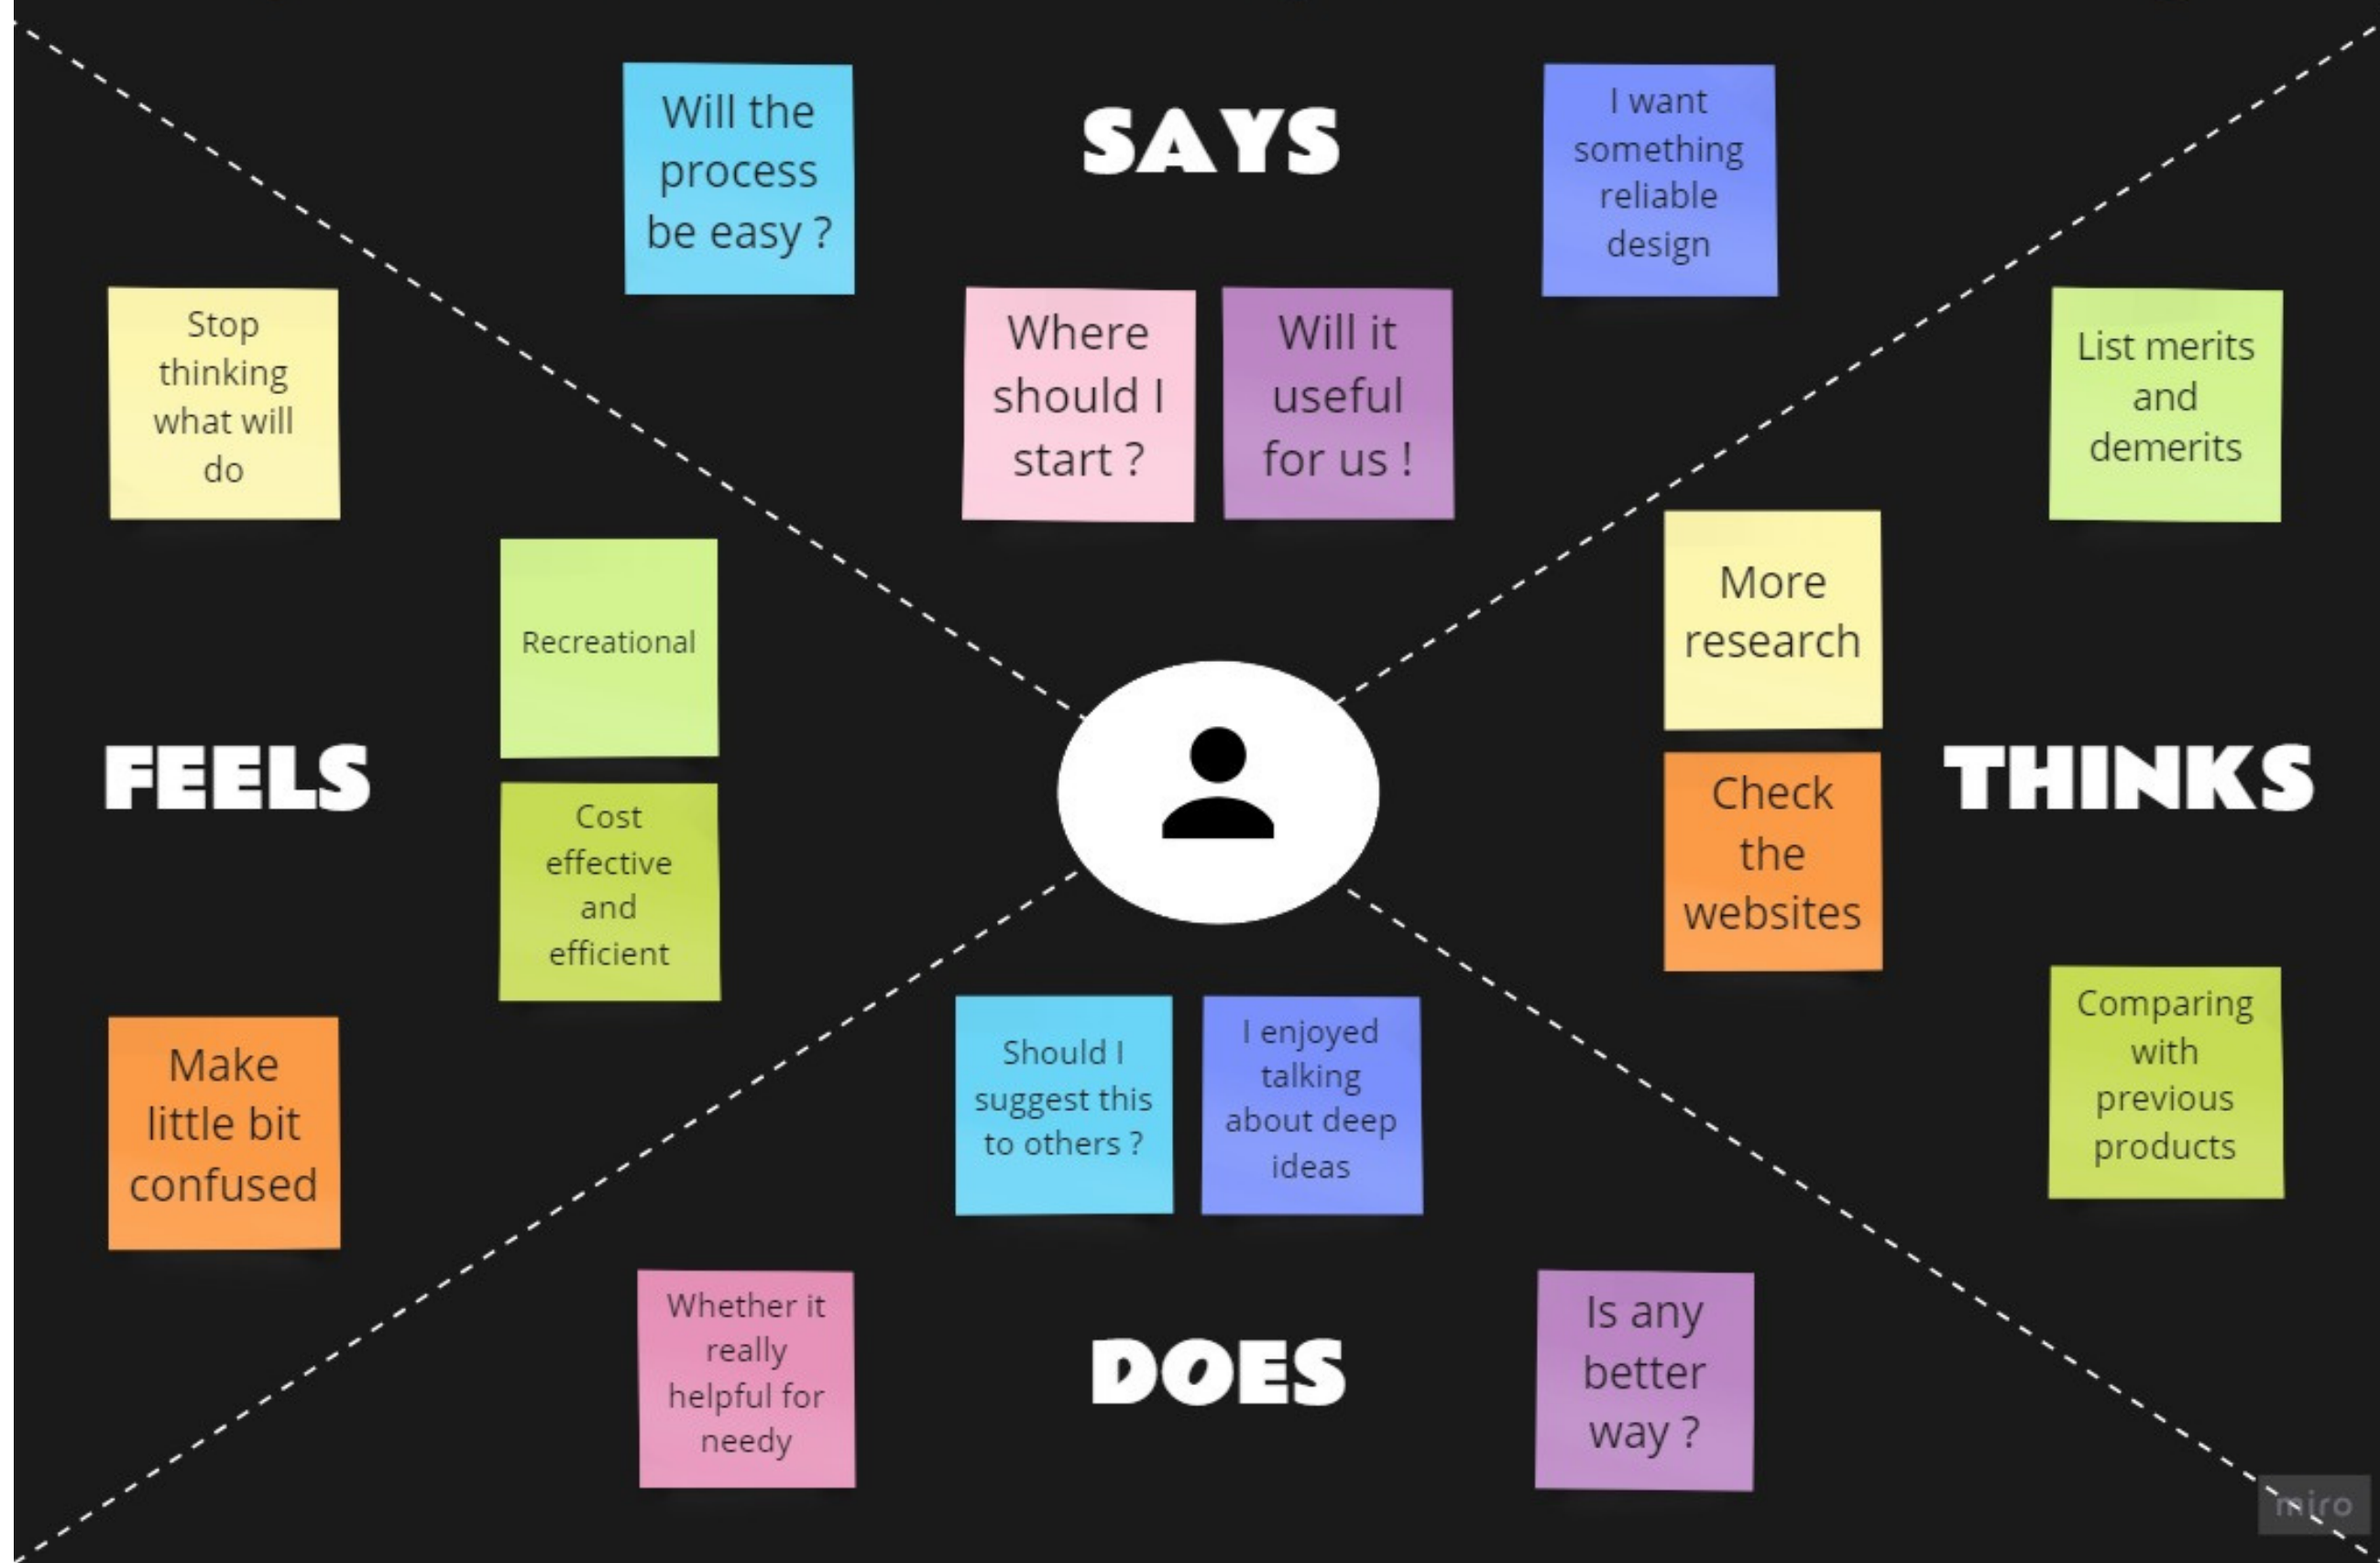 SAYS
Will the
process
be easy ?
I want
something
reliable
design
Where
should I
start ?
Will it
useful
for us !
FEELS
Stop
thinking
what will
do
Recreational
Cost
effective
and
efficient
Make
little bit
confused
THINKS
List merits
and
demerits
More
research
Check
the
websites
Comparing
with
previous
products
DOES
Should I
suggest this
to others ?
I enjoyed
talking
about deep
ideas
Whether it
really
helpful for
needy
Is any
better
way ?
miro